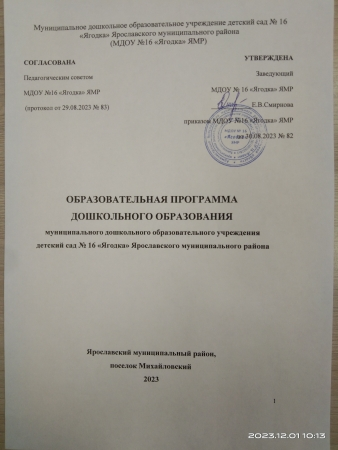 Муниципальное дошкольное образовательное учреждение детский сад № 16
«Ягодка» Ярославского муниципального района
(МДОУ №16 «Ягодка» ЯМР)
СОГЛАСОВАНА
Педагогическим советом
МДОУ №16 «Ягодка» ЯМР
(протокол от 29.08.2023 № 83)
УТВЕРЖДЕНА
Заведующий
МДОУ № 16 «Ягодка» ЯМР
Е.В.Смирнова
приказом МДОУ №16 «Ягодка» ЯМР
от 30.08.2023 № 82
ОБРАЗОВАТЕЛЬНАЯ ПРОГРАММА
ДОШКОЛЬНОГО ОБРАЗОВАНИЯ
муниципального дошкольного образовательного учреждения
детский сад № 16 «Ягодка» Ярославского муниципального района
Ярославский муниципальный район,
поселок Михайловский
2023
1
2023.12.01 10:13